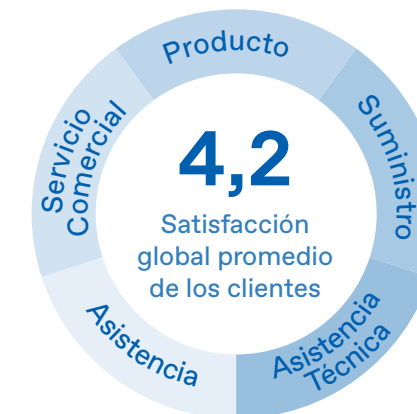 Producto
Suministro
Asistencia
Técnica
Asistencia
Servicio
Comercial
4,2
Satisfacción
global promedio
de los clientes